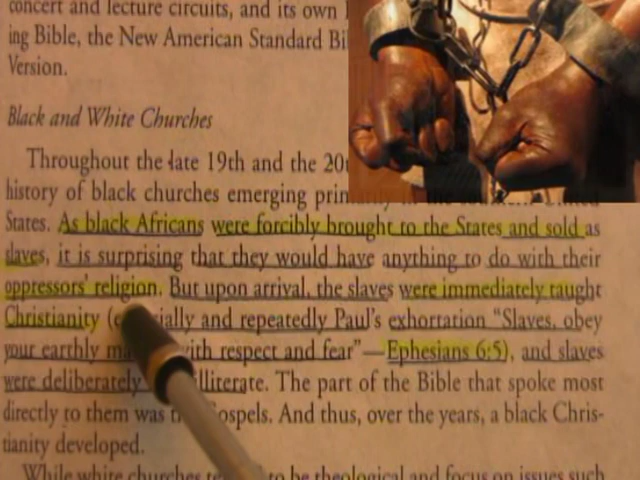 concert and lecture circuits, and its own
ing Bible, the New American Standard Bi
Version.
Black and White Churches
Throughout the late 19th and the 20t
history of black churches emerging prim
States. As black Africans were forcibly brought to the States and sold as
slaves, it is surprising that they would have anything to do with their
oppressors' religion. But upon arrival, the slaves were immediately taught
Christianity ( ially and repeatedly Paul's exhortation "Slaves, obey
your earthly ma with respect and fear"—Ephesians 6:5), and slaves
were deliberately illiterate. The part of the Bible that spoke most
directly to them was Gospels. And thus, over the years, a black Chris-
tianity developed.
While white churches to be theological and focus on issues such